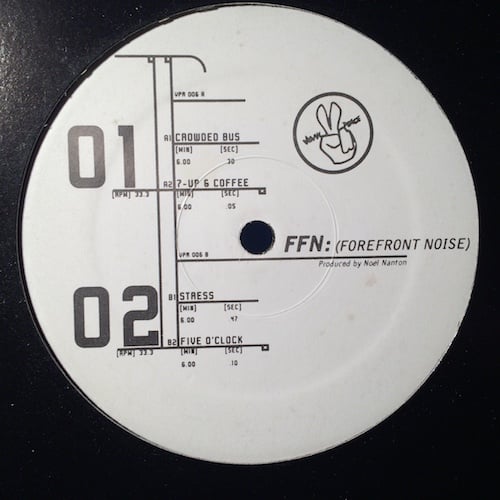 VPR 006 A
01
A1 CROWDED BUS
[MIN] [SEC]
6.00 30
A2 7-UP & COFFEE
[RPM] 33.3 [MIN] [SEC]
6.00 .05
VINYL PEACE
FFN: (FOREFRONT NOISE)
Produced by Noel Nanton
VPR 006 B
02
B1 STRESS
[MIN] [SEC]
6.00 47
B2 FIVE O'CLOCK
[RPM] 33.3 [MIN] [SEC]
6.00 .10